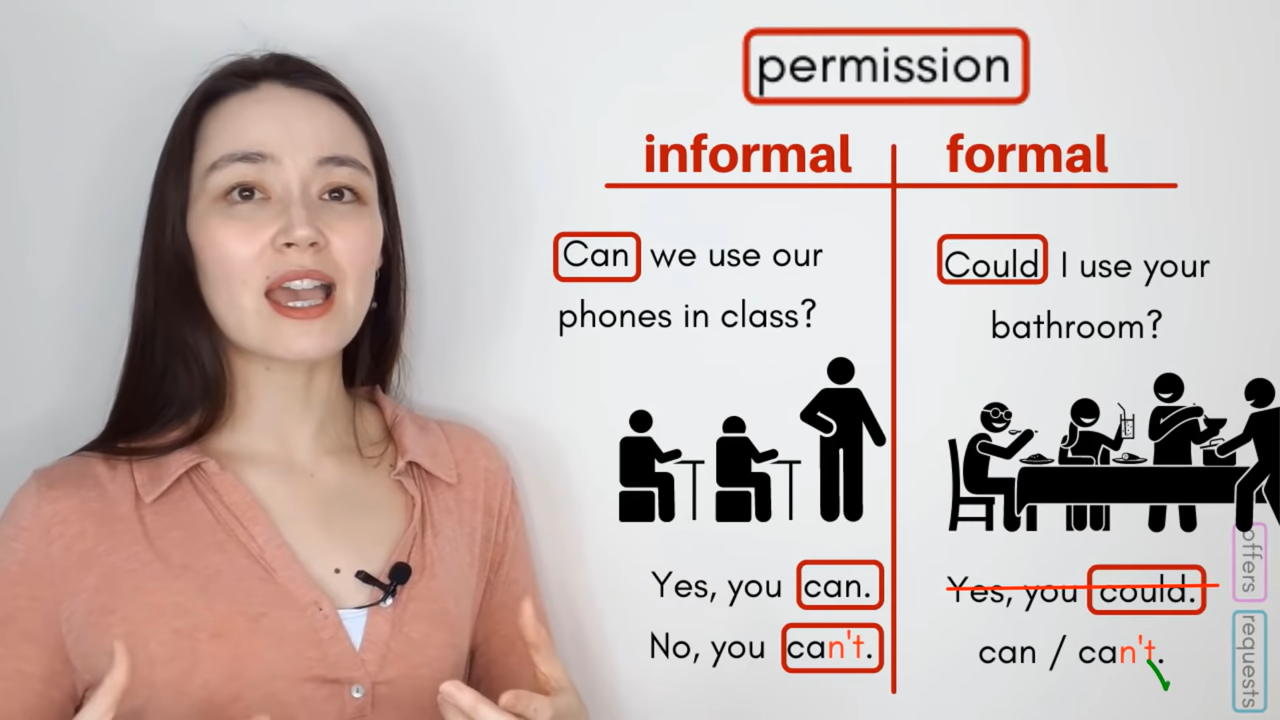 permission
informal
formal
Can we use our
phones in class?
Could I use your
bathroom?
Yes, you can.
No, you can't.
Yes, you could.
can / can't.
offers
requests